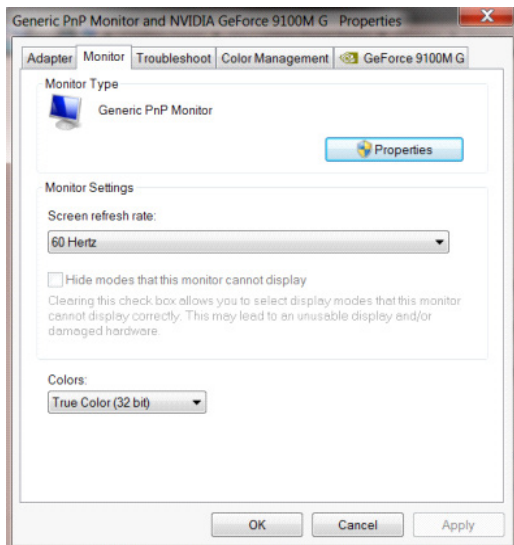 Generic PnP Monitor and NVIDIA GeForce 9100M G Properties
X
Adapter Monitor Troubleshoot Color Management GeForce 9100M G
Monitor Type
Generic PnP Monitor
Properties
Monitor Settings
Screen refresh rate:
60 Hertz
Hide modes that this monitor cannot display
Clearing this check box allows you to select display modes that this monitor
cannot display correctly. This may lead to an unusable display and/or
damaged hardware.
Colors:
True Color (32 bit)
OK Cancel Apply